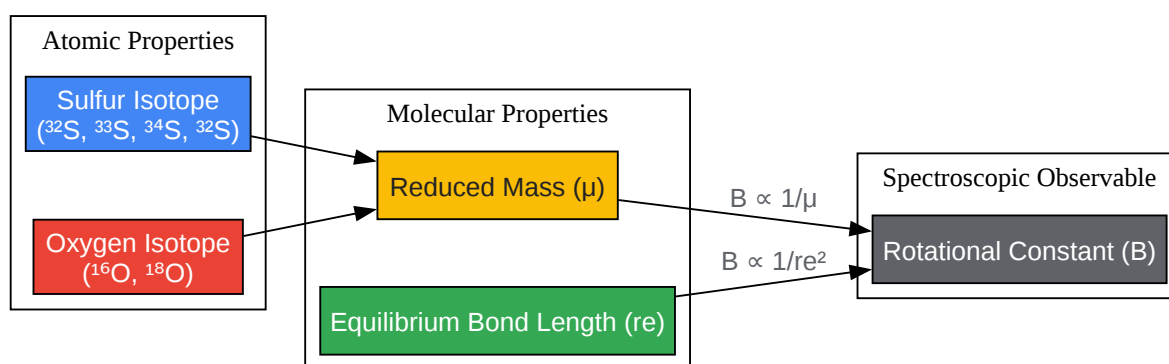 Atomic Properties
Sulfur Isotope
(³²S, ³³S, ³⁴S, ³²S)
Oxygen Isotope
(¹⁶O, ¹⁸O)
Molecular Properties
Reduced Mass (μ)
Equilibrium Bond Length (re)
B ∝ 1/μ
B ∝ 1/re²
Spectroscopic Observable
Rotational Constant (B)